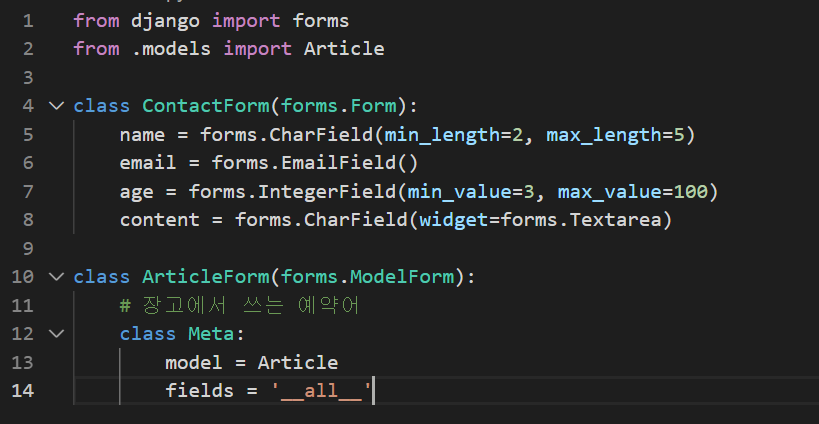 1 from django import forms
2 from .models import Article
3
4 class ContactForm(forms.Form):
5 name = forms.CharField(min_length=2, max_length=5)
6 email = forms.EmailField()
7 age = forms.IntegerField(min_value=3, max_value=100)
8 content = forms.CharField(widget=forms.Textarea)
9
10 class ArticleForm(forms.ModelForm):
11 # 장고에서 쓰는 예약어
12 class Meta:
13 model = Article
14 fields = '__all__'